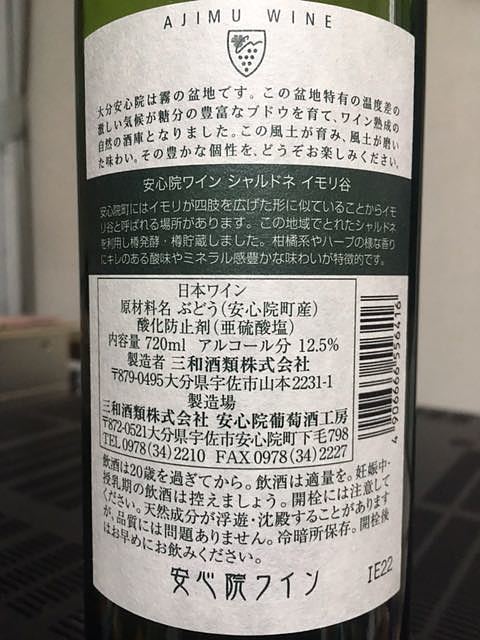 AJIMU WINE
大分安心院は霧の盆地です。この盆地特有の温度差の
激しい気候が糖分の豊富なブドウを育て、ワイン熟成の
自然の酒庫となりました。この風土が育み、風土が磨い
た味わい。その豊かな個性を、どうぞお楽しみください。
安心院ワイン シャルドネ イモリ谷
安心院町にはイモリが四肢を広げた形に似ていることからイモ
リ谷と呼ばれる場所があります。この地域でとれたシャルドネ
を利用し樽発酵・樽貯蔵しました。柑橘系やハーブの様な香り
にキレのある酸味やミネラル感豊かな味わいが特徴的です。
日本ワイン
原材料名 ぶどう(安心院町産)
酸化防止剤(亜硫酸塩)
内容量 720ml アルコール分 12.5%
製造者 三和酒類株式会社
〒879-0495大分県宇佐市山本2231-1
製造場
三和酒類株式会社 安心院葡萄酒工房
〒872-0521大分県宇佐市安心院町下毛798
TEL 0978(34)2210 FAX 0978(34)2227
4 906666 556416
飲酒は20歳を過ぎてから。飲酒は適量を。妊娠中・
授乳期の飲酒は控えましょう。開栓には注意して
ください。天然成分が浮遊・沈殿することがあります
が、品質には問題ありません。冷暗所保存。開栓後
はお早めにお飲みください。
安心院ワイン
IE22